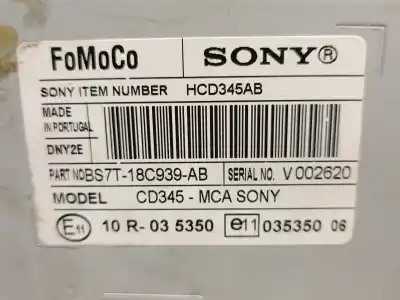 FoMoCo SONY®
SONY ITEM NUMBER HCD345AB
MADE
IN PORTUGAL
DNY2E
PART NO BS7T-18C939-AB SERIAL NO. V 002620
MODEL CD345 - MCA SONY
E11 10 R- 03 5350 e11 035350 06